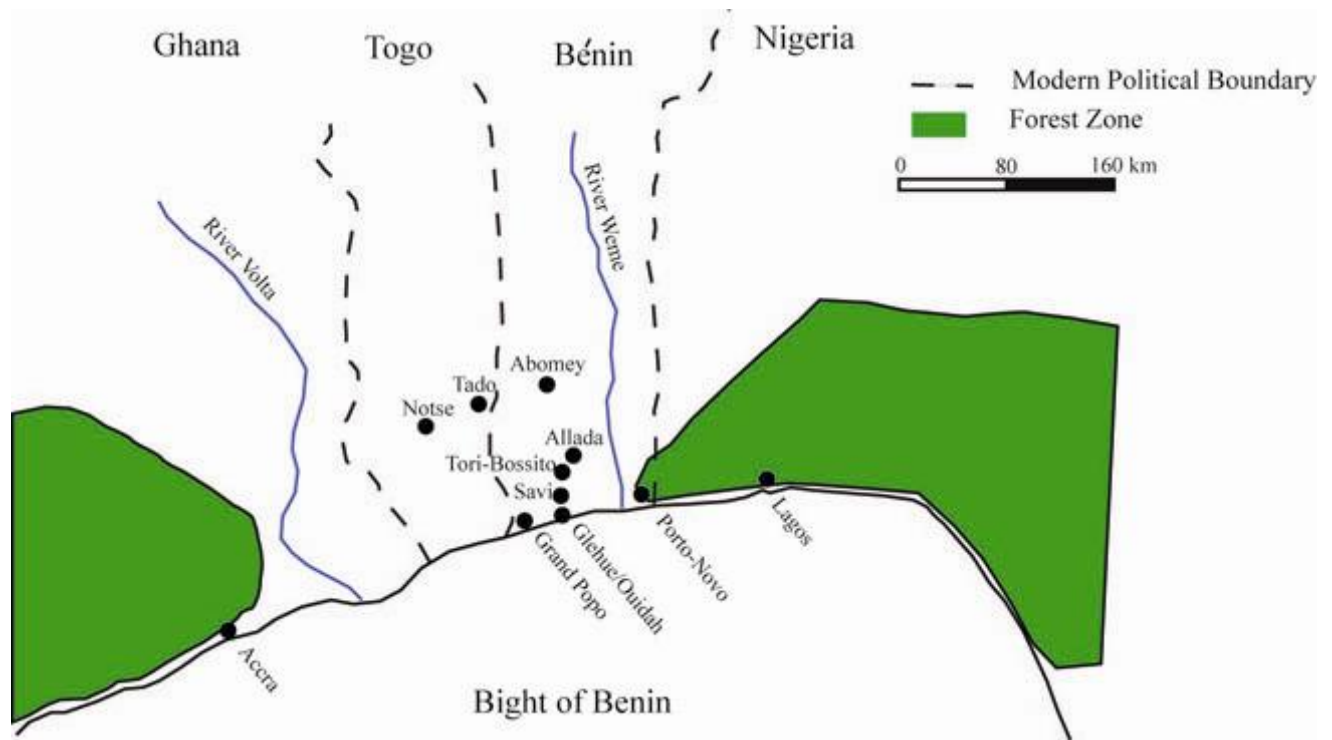 Ghana
Togo
Bénin
Nigeria
Modern Political Boundary
Forest Zone
0 80 160 km
River Volta
River Weme
Abomey
Tado
Notse
Allada
Tori-Bossito
Savi
Grand Popo
Glehue/Ouidah
Porto-Novo
Lagos
Accra
Bight of Benin